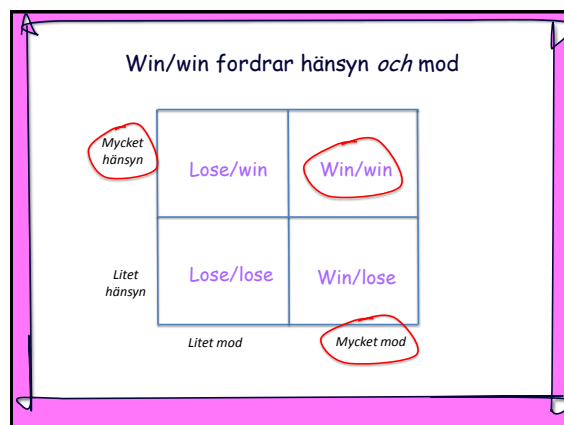 Win/win fordrar hänsyn och mod
Mycket
hänsyn
Lose/win
Win/win
Litet
hänsyn
Lose/lose
Win/lose
Litet mod
Mycket mod